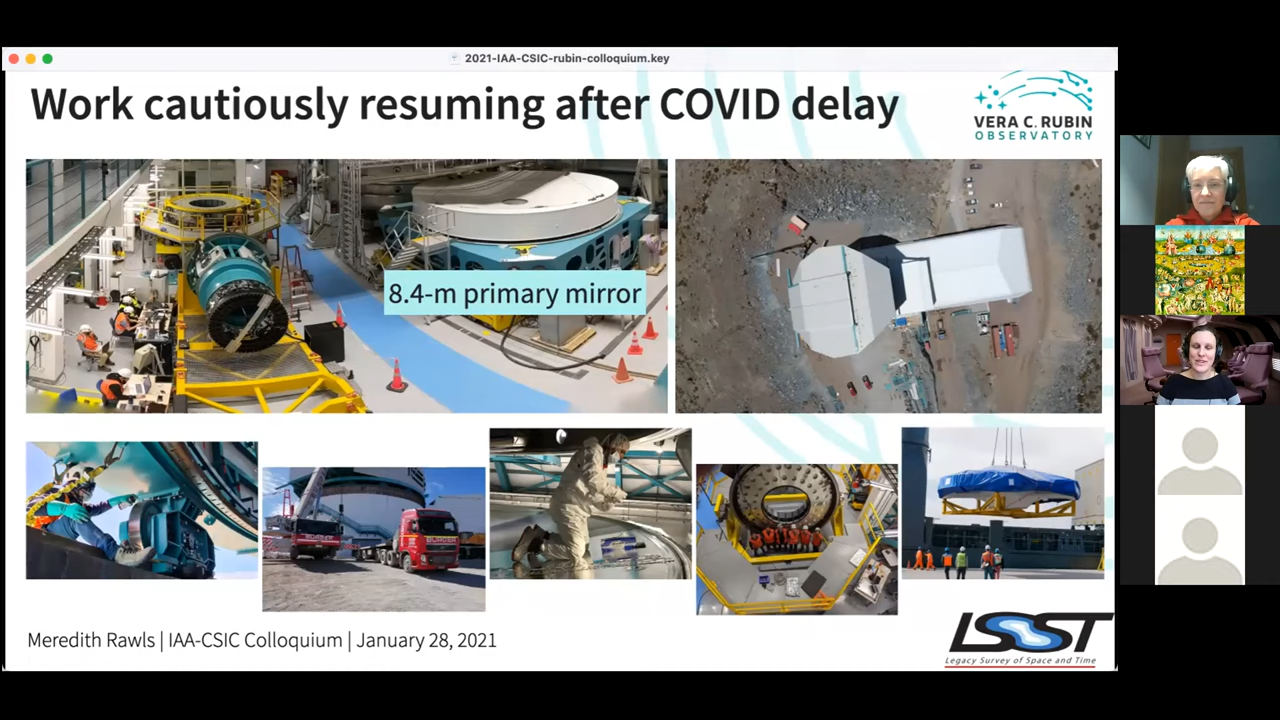 2021-IAA-CSIC-rubin-colloquium.key
Work cautiously resuming after COVID delay
VERA C. RUBIN
OBSERVATORY
8.4-m primary mirror
Meredith Rawls | IAA-CSIC Colloquium | January 28, 2021
LSST
Legacy Survey of Space and Time